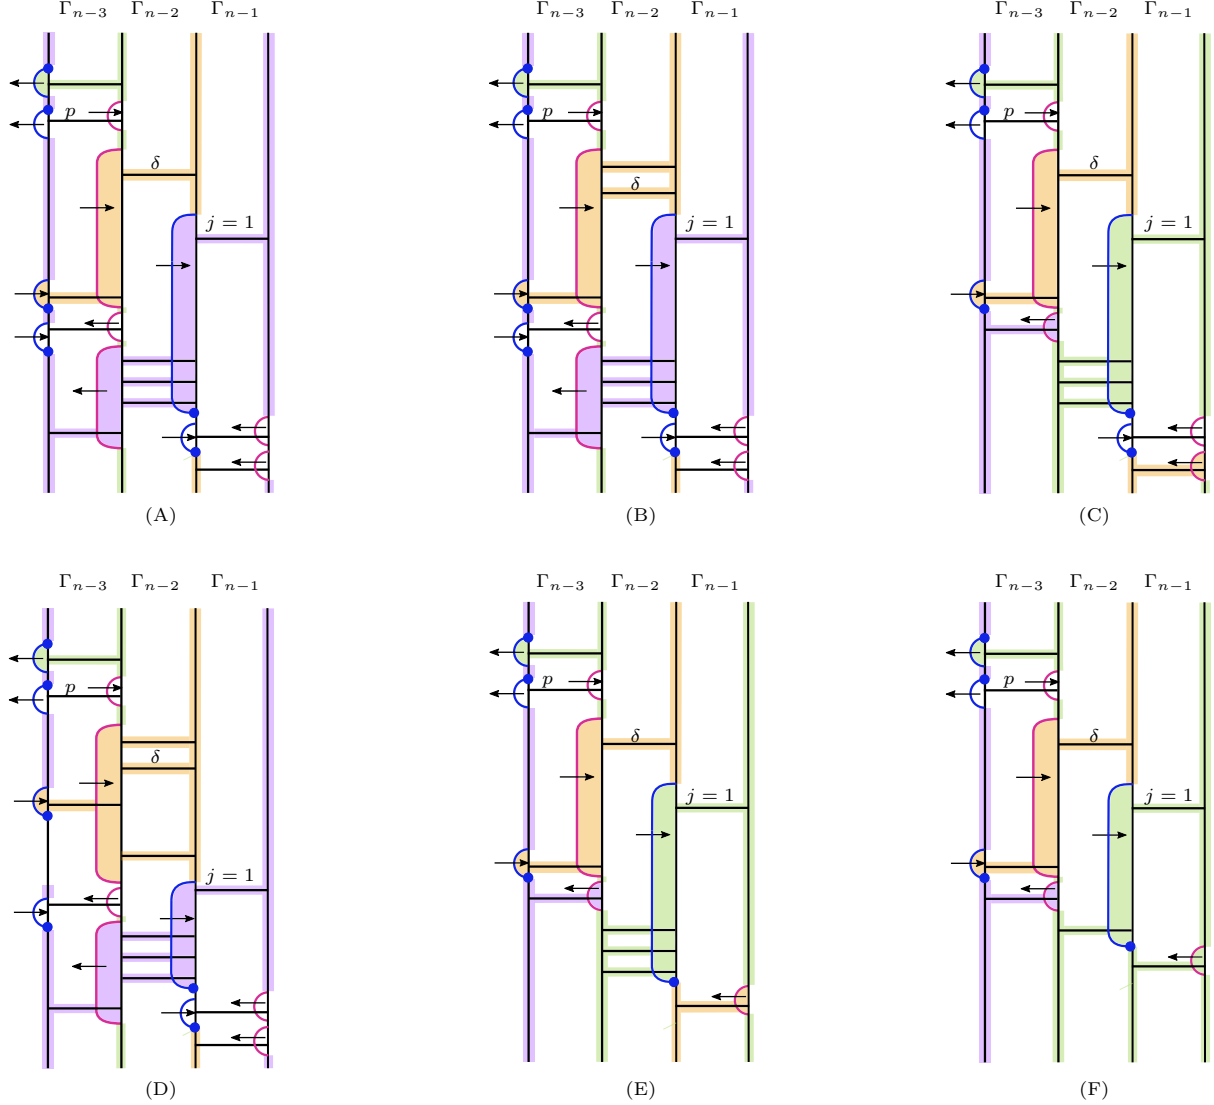 Γₙ₋₃ Γₙ₋₂ Γₙ₋₁ Γₙ₋₃ Γₙ₋₂ Γₙ₋₁ Γₙ₋₃ Γₙ₋₂ Γₙ₋₁
p p p
δ δ δ
j = 1 j = 1 j = 1
(A) (B) (C)
Γₙ₋₃ Γₙ₋₂ Γₙ₋₁ Γₙ₋₃ Γₙ₋₂ Γₙ₋₁ Γₙ₋₃ Γₙ₋₂ Γₙ₋₁
p p p
δ δ δ
j = 1 j = 1 j = 1
(D) (E) (F)